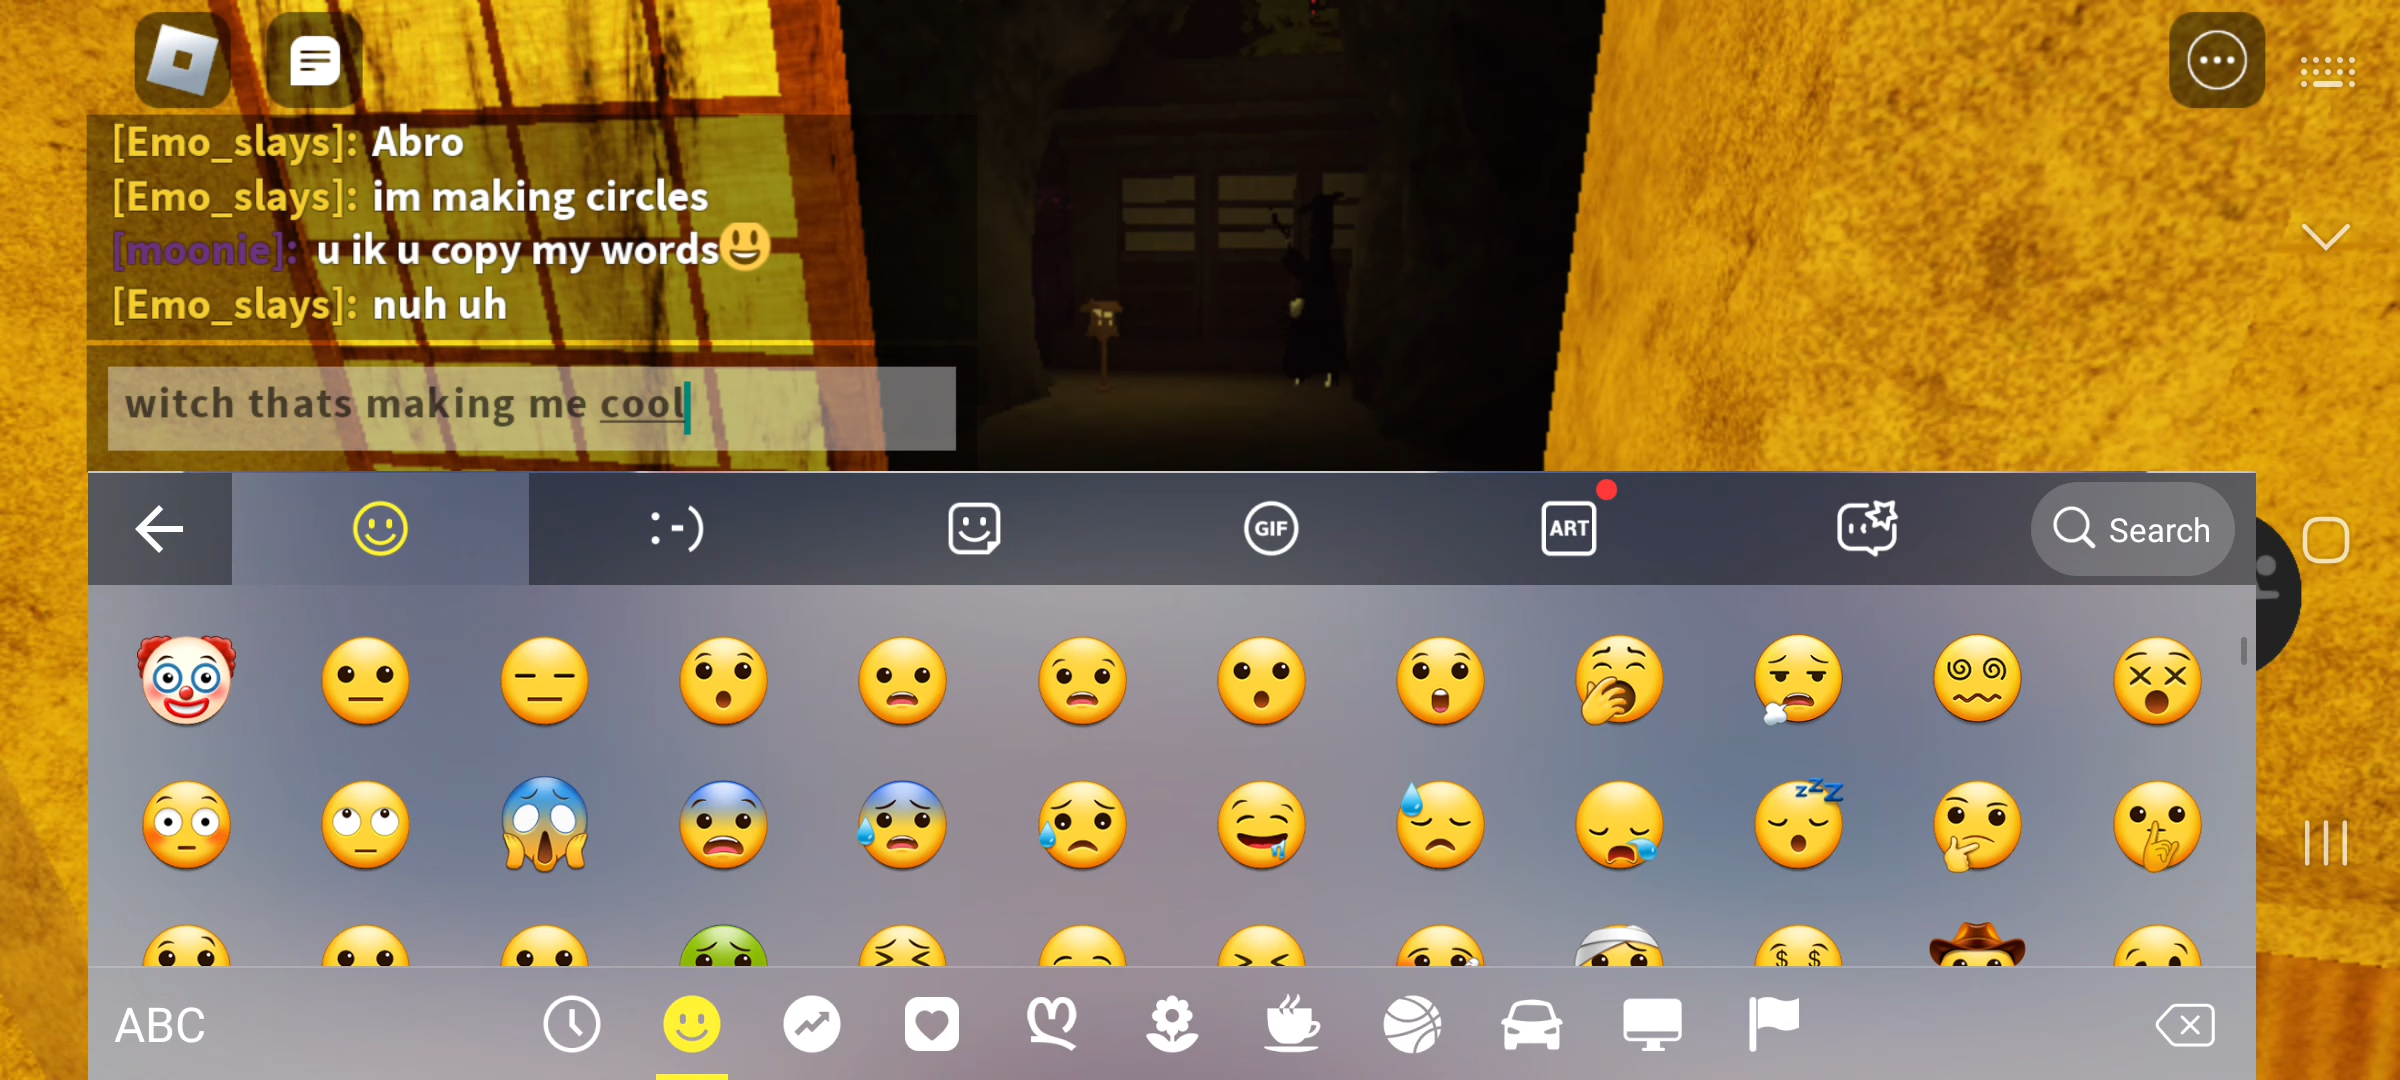 [Emo_slays]: Abro
[Emo_slays]: im making circles
[moonie]: u ik u copy my words😃
[Emo_slays]: nuh uh
witch thats making me cool
:-)
GIF
ART
Search
zzZ
$ $
ABC